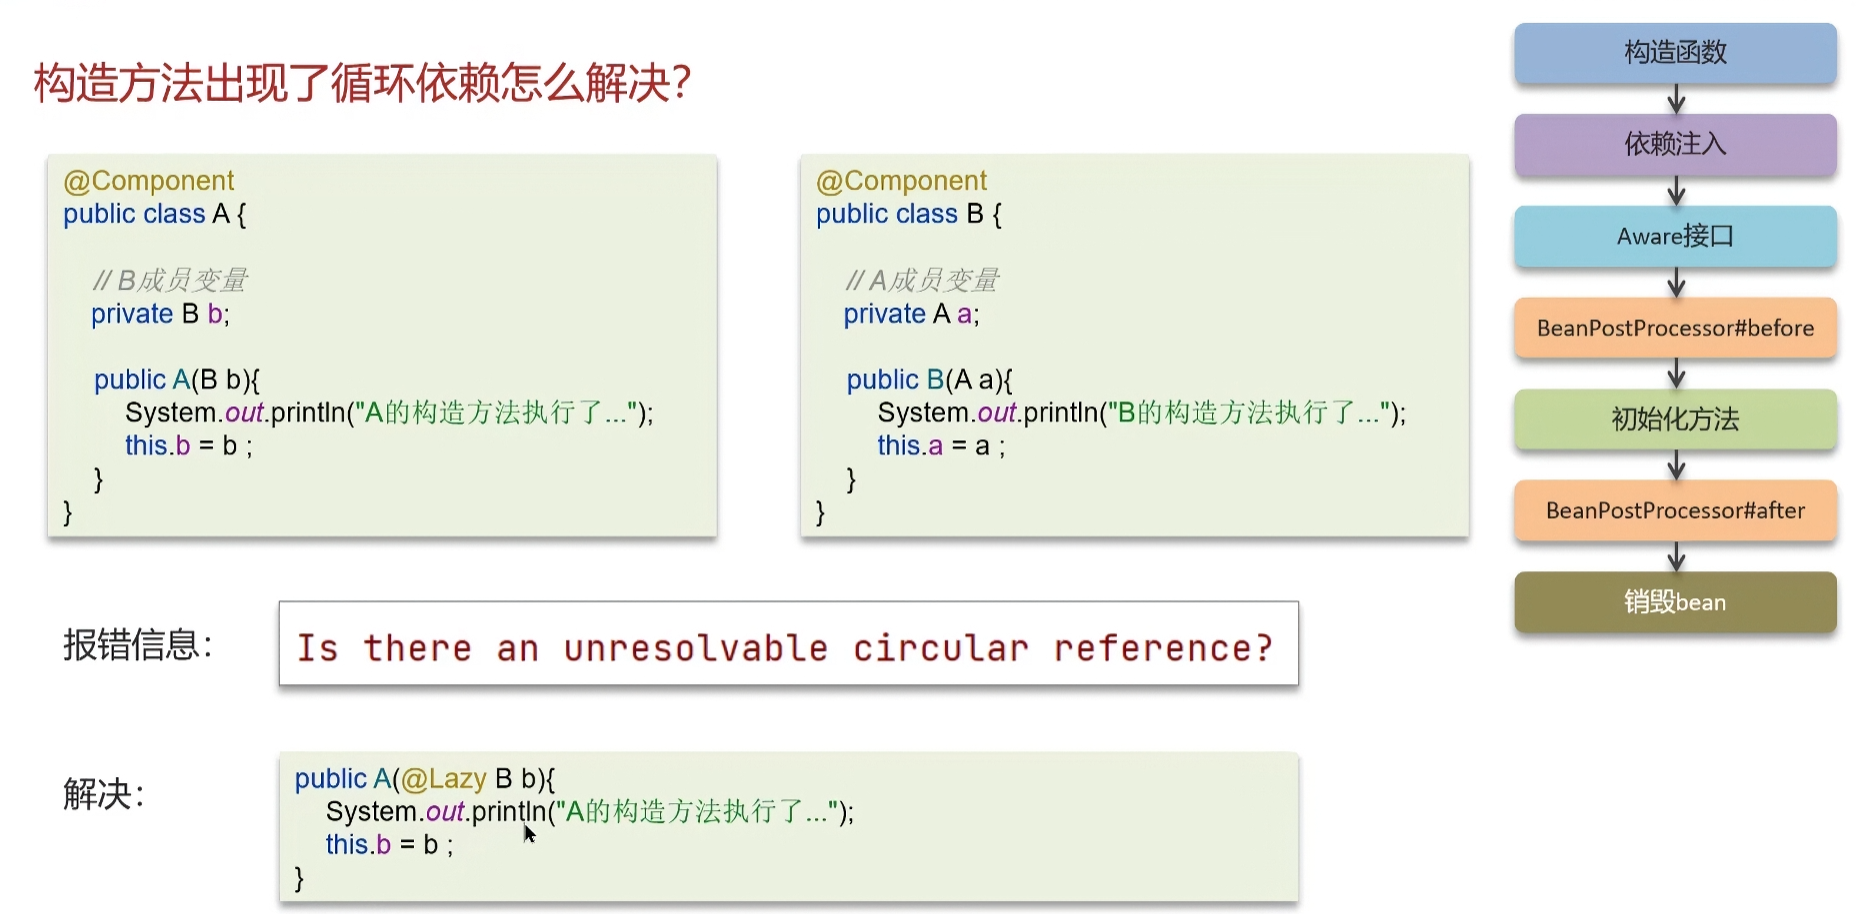 构造方法出现了循环依赖怎么解决？
@Component
public class A {
// B成员变量
private B b;
public A(B b){
System.out.println("A的构造方法执行了...");
this.b = b ;
}
}
@Component
public class B {
// A成员变量
private A a;
public B(A a){
System.out.println("B的构造方法执行了...");
this.a = a ;
}
}
报错信息：
Is there an unresolvable circular reference?
解决：
public A(@Lazy B b){
System.out.println("A的构造方法执行了...");
this.b = b ;
}
构造函数
依赖注入
Aware接口
BeanPostProcessor#before
初始化方法
BeanPostProcessor#after
销毁bean